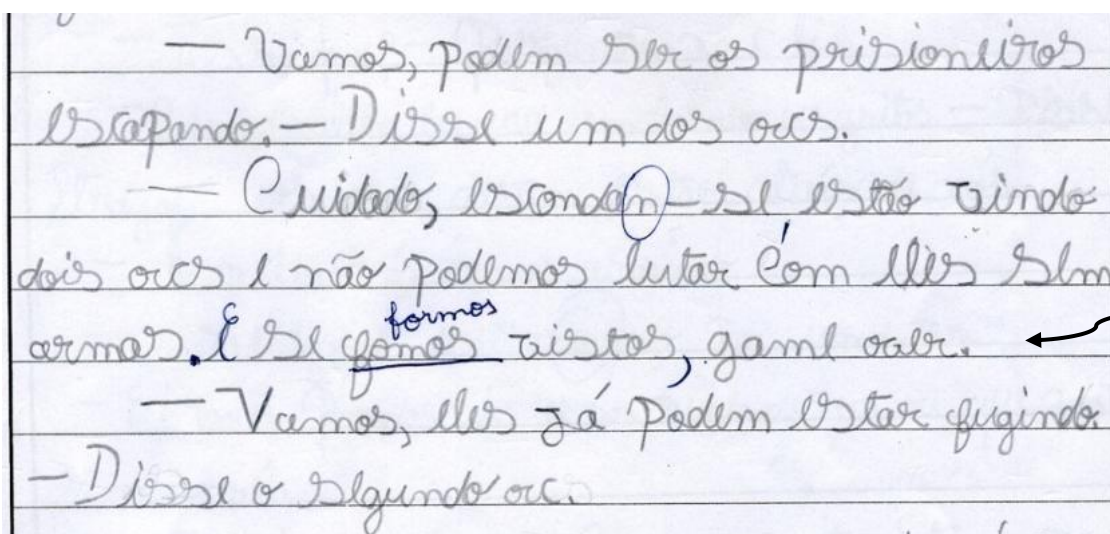 — Vamos, podem ser os prisioneiros
escapando. — Disse um dos orcs.
— Cuidado, escondan-se estão vindo
dois orcs e não podemos lutar com eles sem
formos
armas. E se fomos vistos, game over.
— Vamos, eles já podem estar fugindo
— Disse o segundo orc.